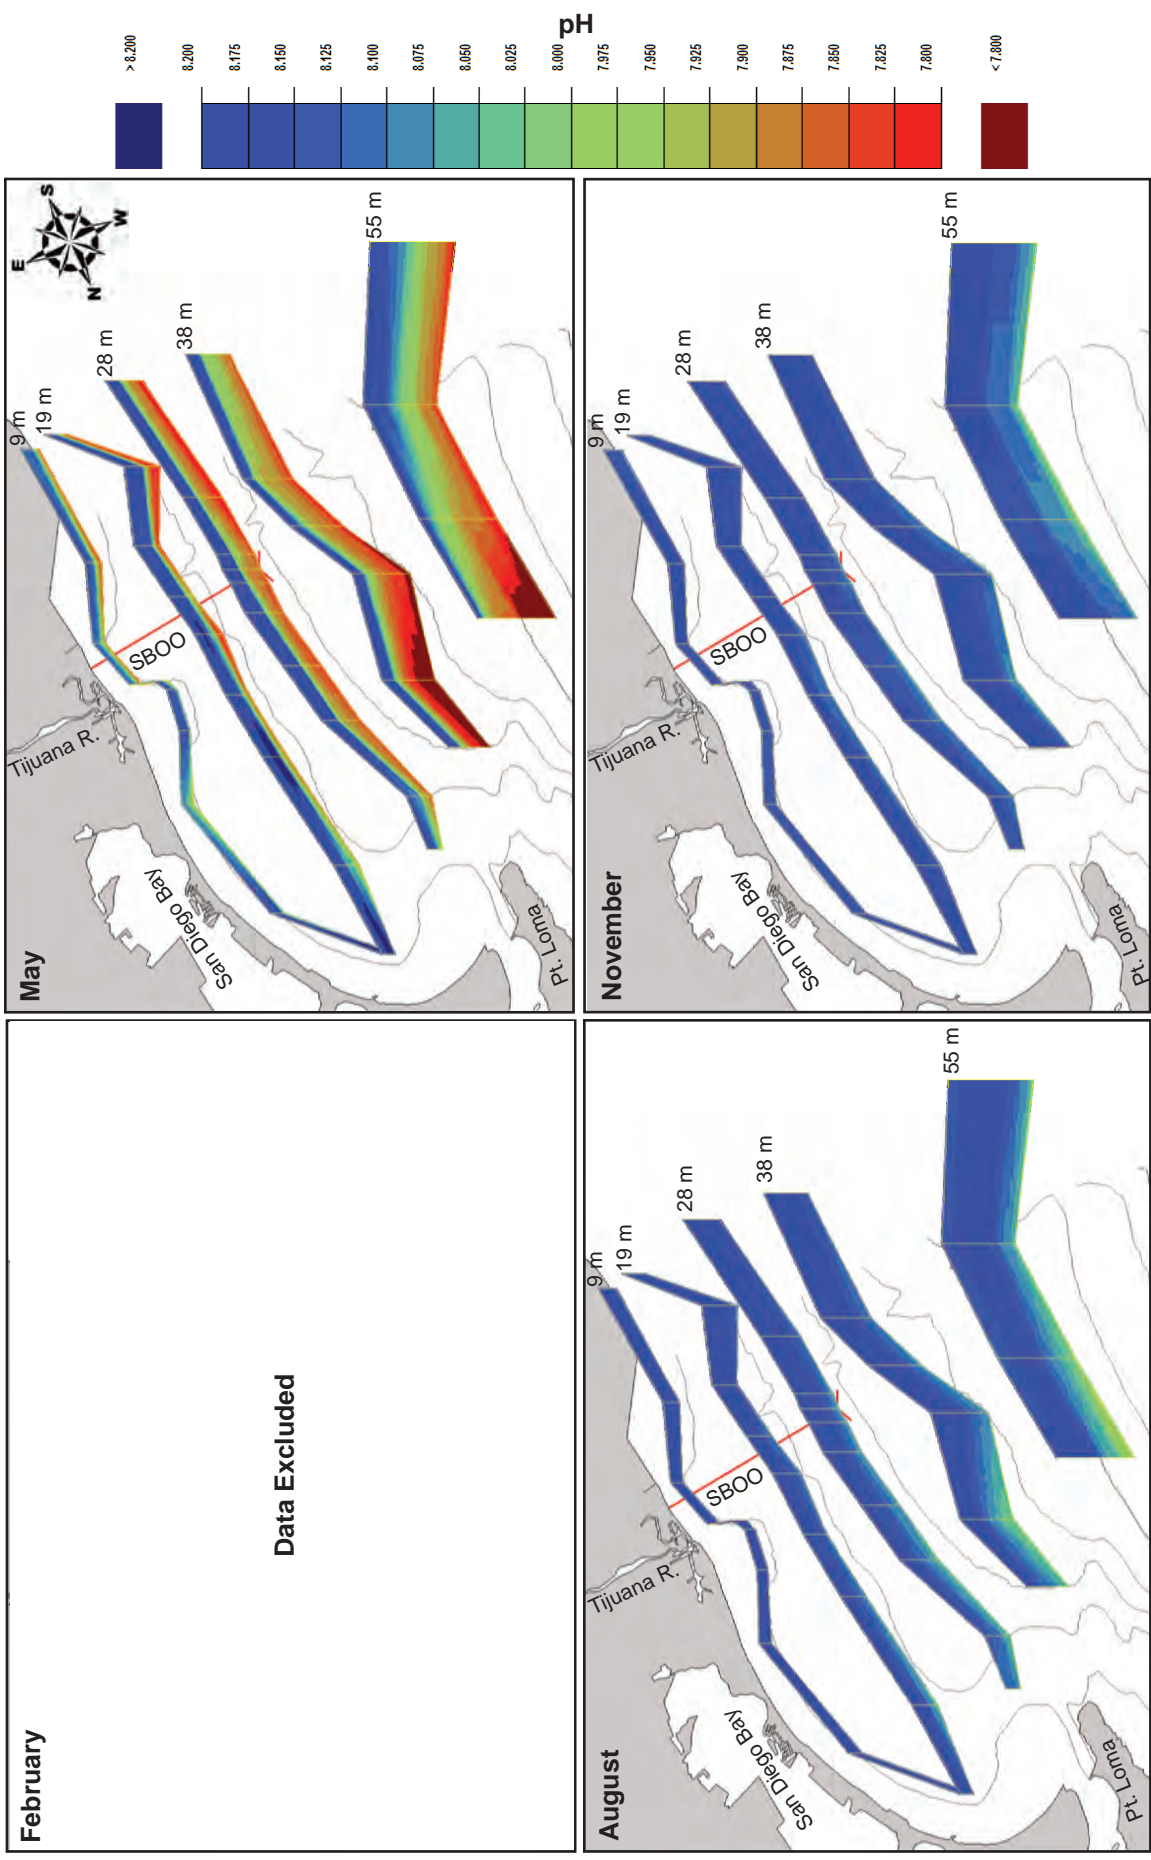 February
Data Excluded
May
9 m
19 m
28 m
38 m
55 m
SBOO
Tijuana R.
San Diego Bay
Pt. Loma
E
S
N
W
August
9 m
19 m
28 m
38 m
55 m
SBOO
Tijuana R.
San Diego Bay
Pt. Loma
November
9 m
19 m
28 m
38 m
55 m
SBOO
Tijuana R.
San Diego Bay
Pt. Loma
pH
> 8.200
8.200
8.175
8.150
8.125
8.100
8.075
8.050
8.025
8.000
7.975
7.950
7.925
7.900
7.875
7.850
7.825
7.800
< 7.800